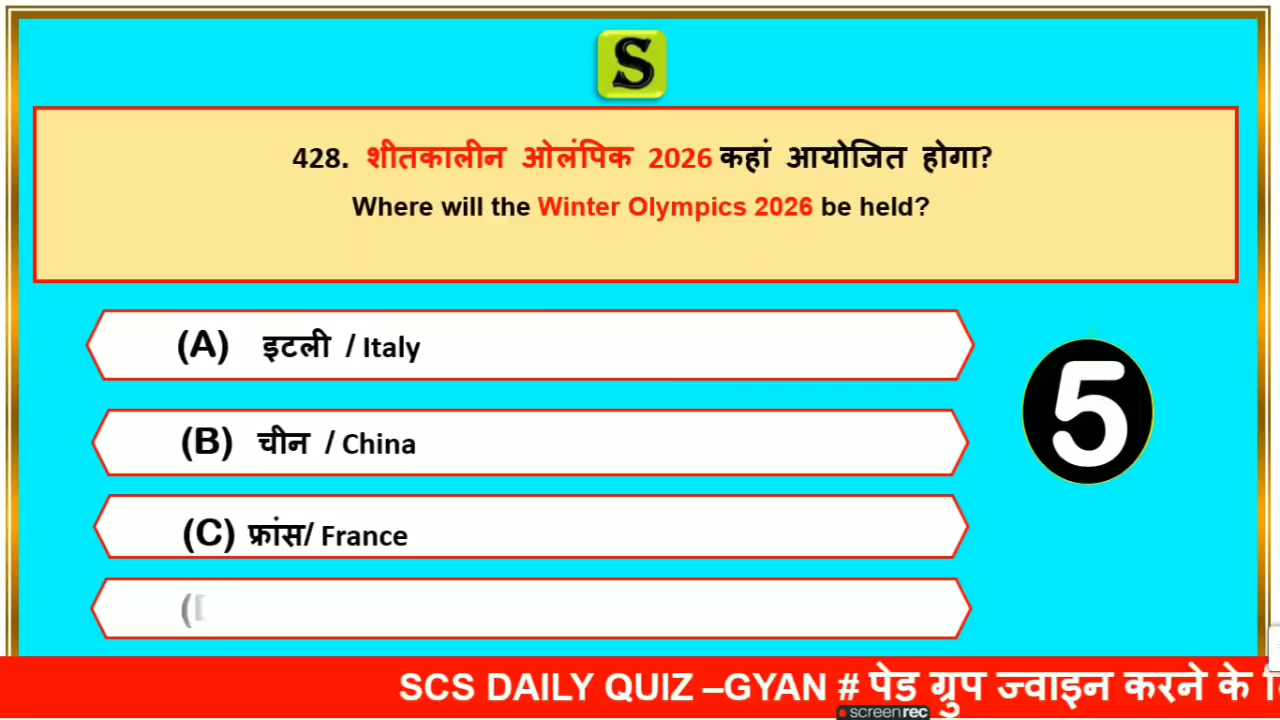 S
428. शीतकालीन ओलंपिक 2026 कहां आयोजित होगा?
Where will the Winter Olympics 2026 be held?
(A) इटली / Italy
5
(B) चीन / China
(C) फ्रांस/ France
(
SCS DAILY QUIZ –GYAN # पेड ग्रुप ज्वाइन करने के
screenrec